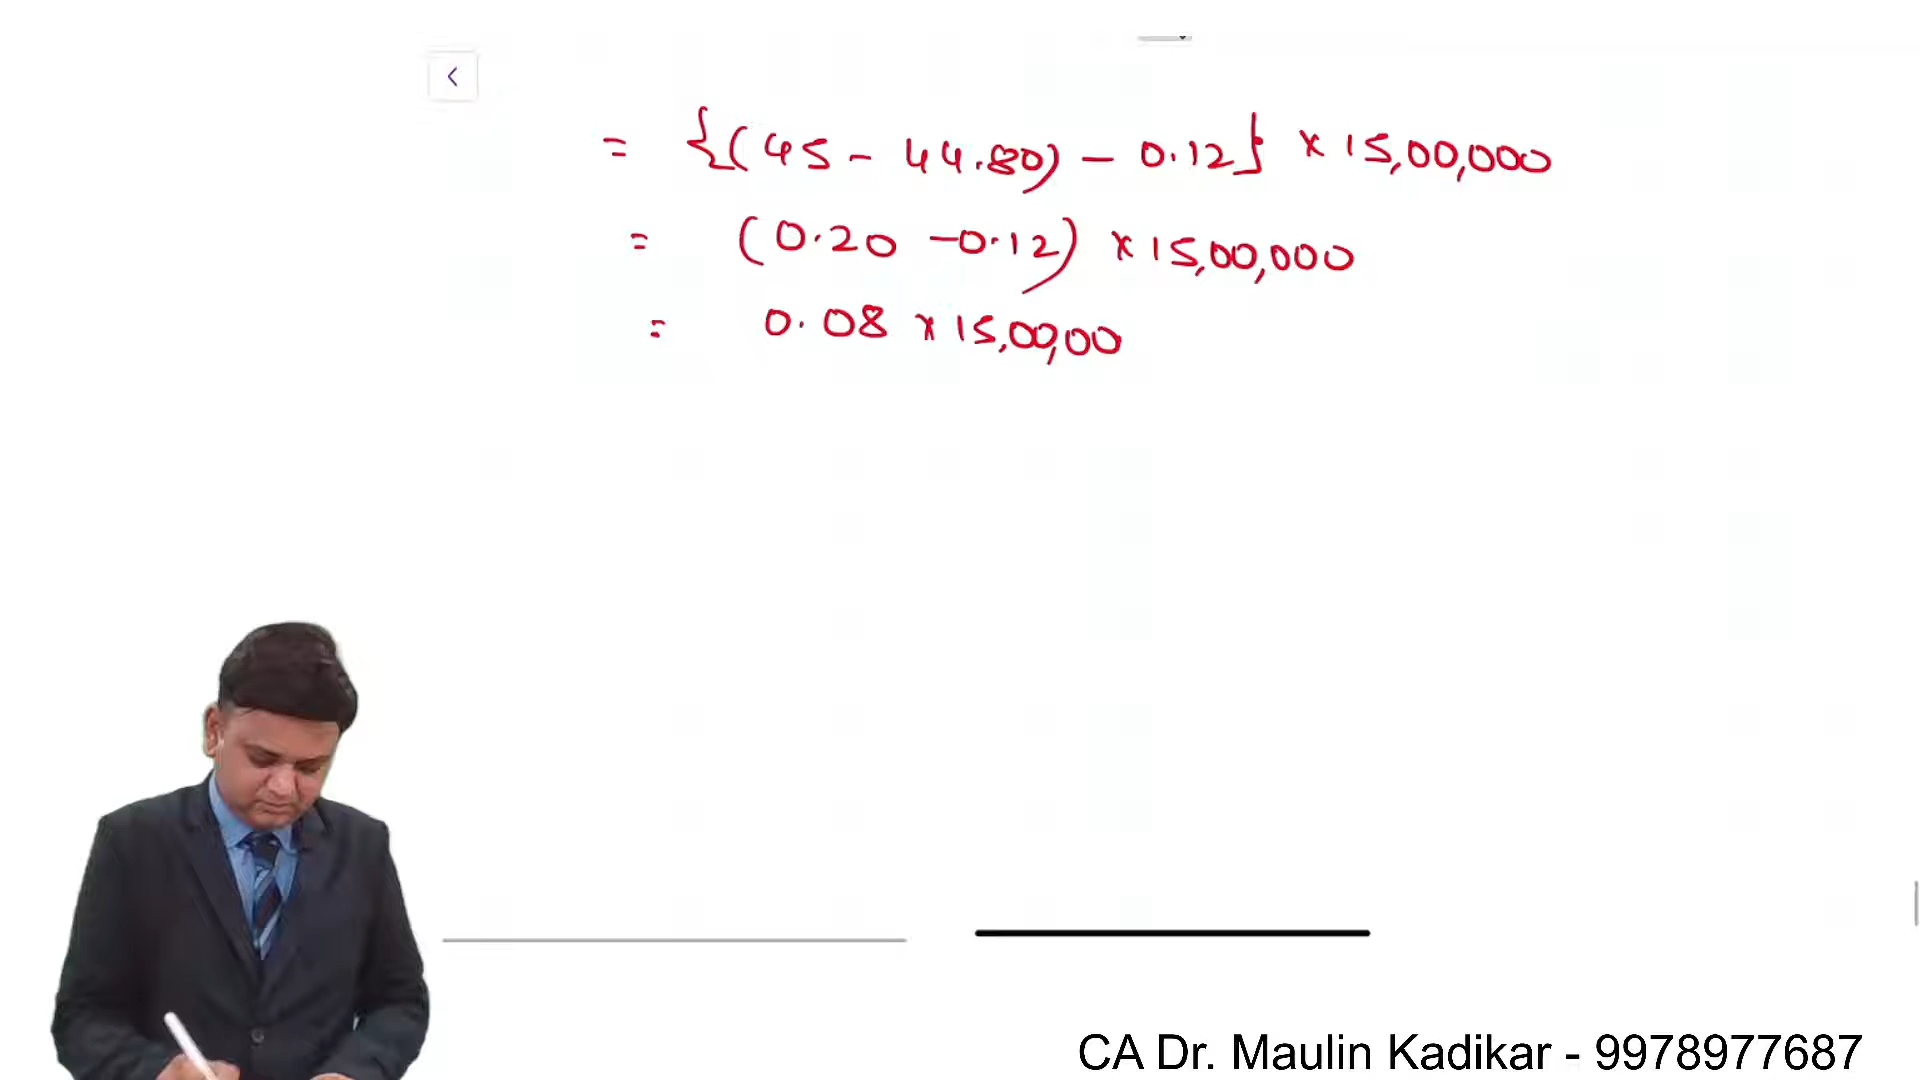 = {(45 - 44.80) - 0.12} × 15,00,000
= (0.20 - 0.12) × 15,00,000
= 0.08 × 15,00,00
CA Dr. Maulin Kadikar - 9978977687